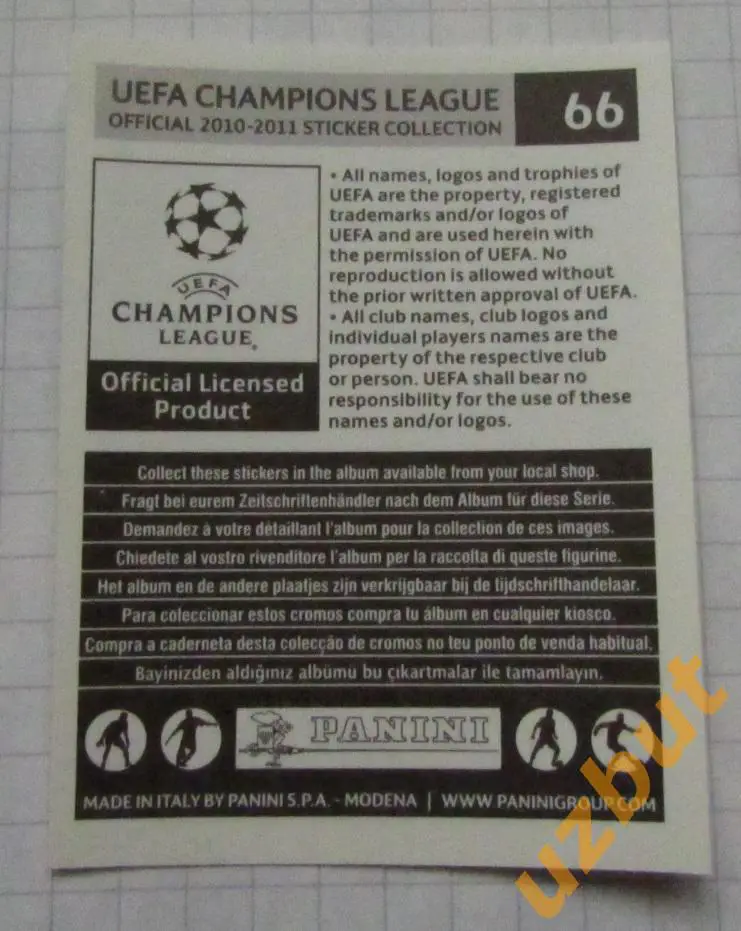 UEFA CHAMPIONS LEAGUE
OFFICIAL 2010-2011 STICKER COLLECTION
66
UEFA
CHAMPIONS
LEAGUE®
Official Licensed
Product
• All names, logos and trophies of
UEFA are the property, registered
trademarks and/or logos of
UEFA and are used herein with
the permission of UEFA. No
reproduction is allowed without
the prior written approval of UEFA.
• All club names, club logos and
individual players names are the
property of the respective club
or person. UEFA shall bear no
responsibility for the use of these
names and/or logos.
Collect these stickers in the album available from your local shop.
Fragt bei eurem Zeitschriftenhändler nach dem Album für diese Serie.
Demandez à votre détaillant l'album pour la collection de ces images.
Chiedete al vostro rivenditore l'album per la raccolta di queste figurine.
Het album en de andere plaatjes zijn verkrijgbaar bij de tijdschrifthandelaar.
Para coleccionar estos cromos compra tu álbum en cualquier kiosco.
Compra a caderneta desta colecção de cromos no teu ponto de venda habitual.
Bayinizden aldığınız albümü bu çıkartmalar ile tamamlayın.
PANINI
MADE IN ITALY BY PANINI S.P.A. - MODENA | WWW.PANINIGROUP.COM
uzbut